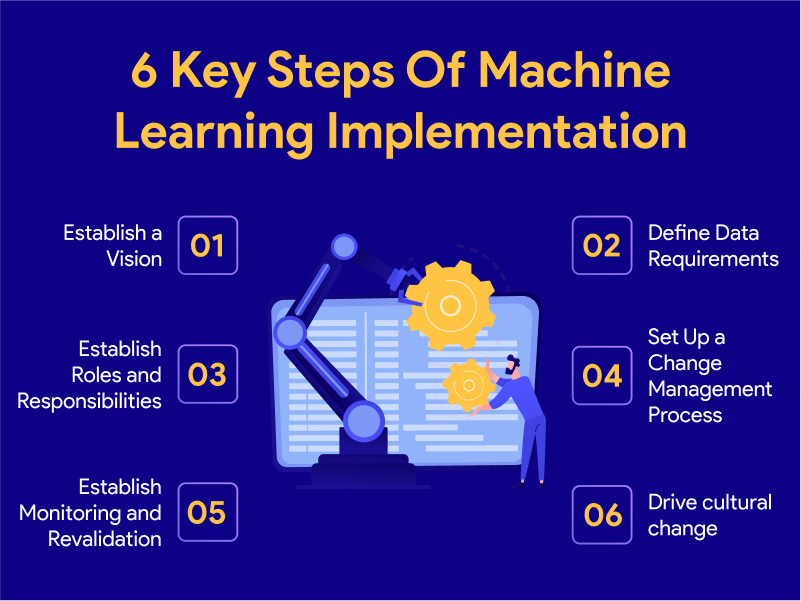 6 Key Steps Of Machine
Learning Implementation
Establish a
Vision
01
02
Define Data
Requirements
Establish
Roles and
Responsibilities
03
04
Set Up a
Change
Management
Process
Establish
Monitoring and
Revalidation
05
06
Drive cultural
change